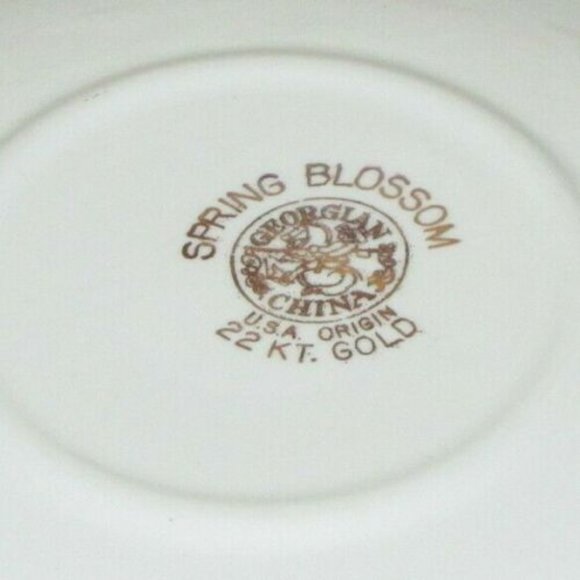 SPRING BLOSSOM
GEORGIAN
CHINA
U.S.A. ORIGIN
22 KT. GOLD